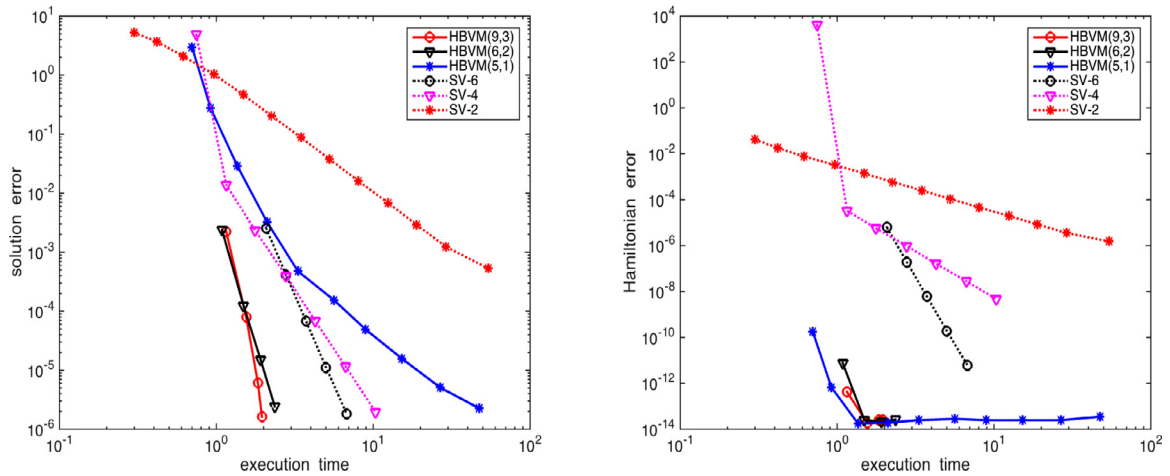 10^1
10^0
10^-1
10^-2
10^-3
10^-4
10^-5
10^-6
solution error
10^-1
10^0
10^1
10^2
execution time
HBVM(9,3)
HBVM(6,2)
HBVM(5,1)
SV-6
SV-4
SV-2
10^4
10^2
10^0
10^-2
10^-4
10^-6
10^-8
10^-10
10^-12
10^-14
Hamiltonian error
10^-1
10^0
10^1
10^2
execution time
HBVM(9,3)
HBVM(6,2)
HBVM(5,1)
SV-6
SV-4
SV-2